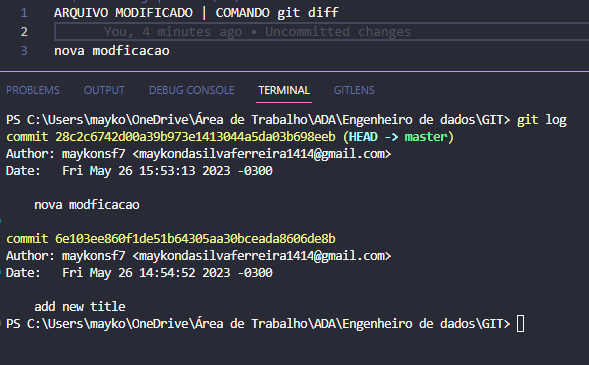 1 ARQUIVO MODIFICADO | COMANDO git diff
2 You, 4 minutes ago • Uncommitted changes
3 nova modficacao
PROBLEMS OUTPUT DEBUG CONSOLE TERMINAL GITLENS
PS C:\Users\mayko\OneDrive\Área de Trabalho\ADA\Engenheiro de dados\GIT> git log
commit 28c2c6742d00a39b973e1413044a5da03b698eeb (HEAD -> master)
Author: maykonsf7 <maykondasilvaferreira1414@gmail.com>
Date: Fri May 26 15:53:13 2023 -0300
nova modficacao
commit 6e103ee860f1de51b64305aa30bceada8606de8b
Author: maykonsf7 <maykondasilvaferreira1414@gmail.com>
Date: Fri May 26 14:54:52 2023 -0300
add new title
PS C:\Users\mayko\OneDrive\Área de Trabalho\ADA\Engenheiro de dados\GIT>